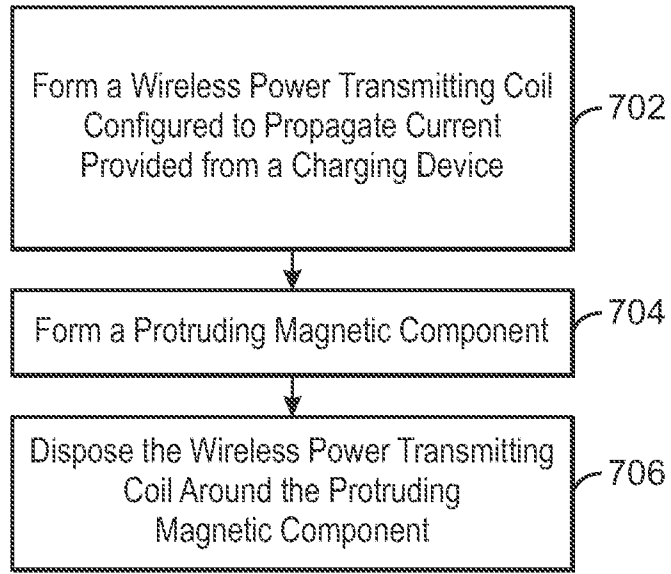 Form a Wireless Power Transmitting Coil
Configured to Propagate Current
Provided from a Charging Device
702
Form a Protruding Magnetic Component
704
Dispose the Wireless Power Transmitting
Coil Around the Protruding
Magnetic Component
706